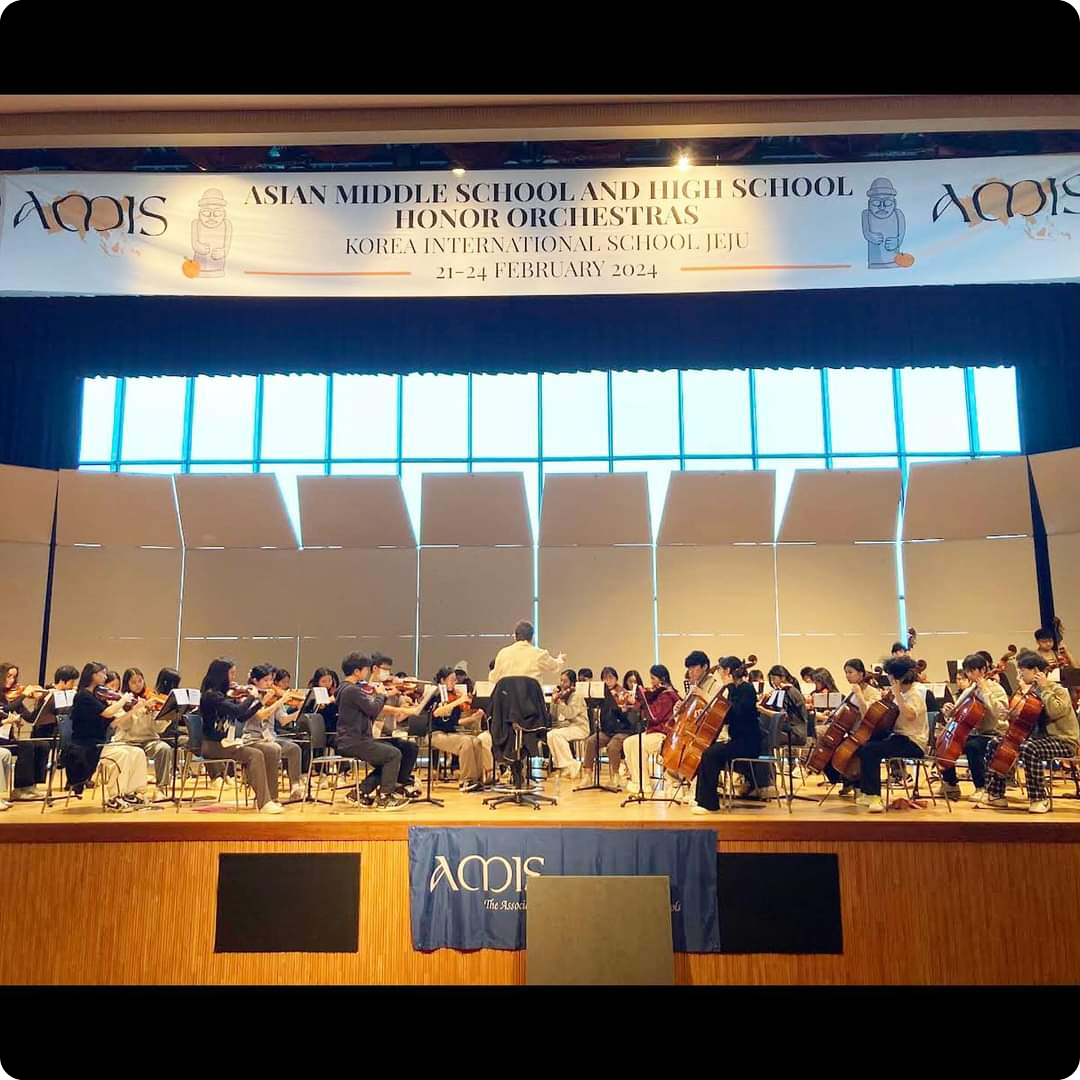 AMIS
ASIAN MIDDLE SCHOOL AND HIGH SCHOOL
HONOR ORCHESTRAS
KOREA INTERNATIONAL SCHOOL JEJU
21-24 FEBRUARY 2024
AMIS
AMIS
The